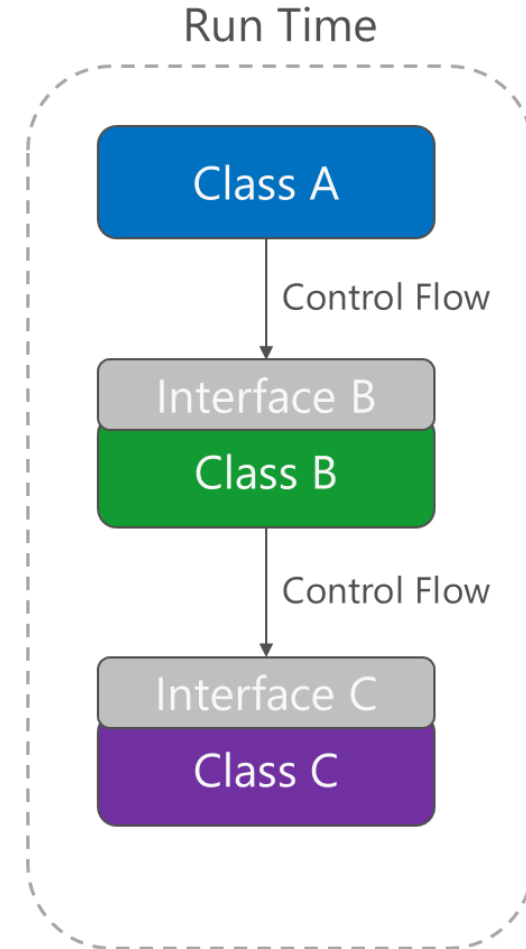 Run Time
Class A
Control Flow
Interface B
Class B
Control Flow
Interface C
Class C